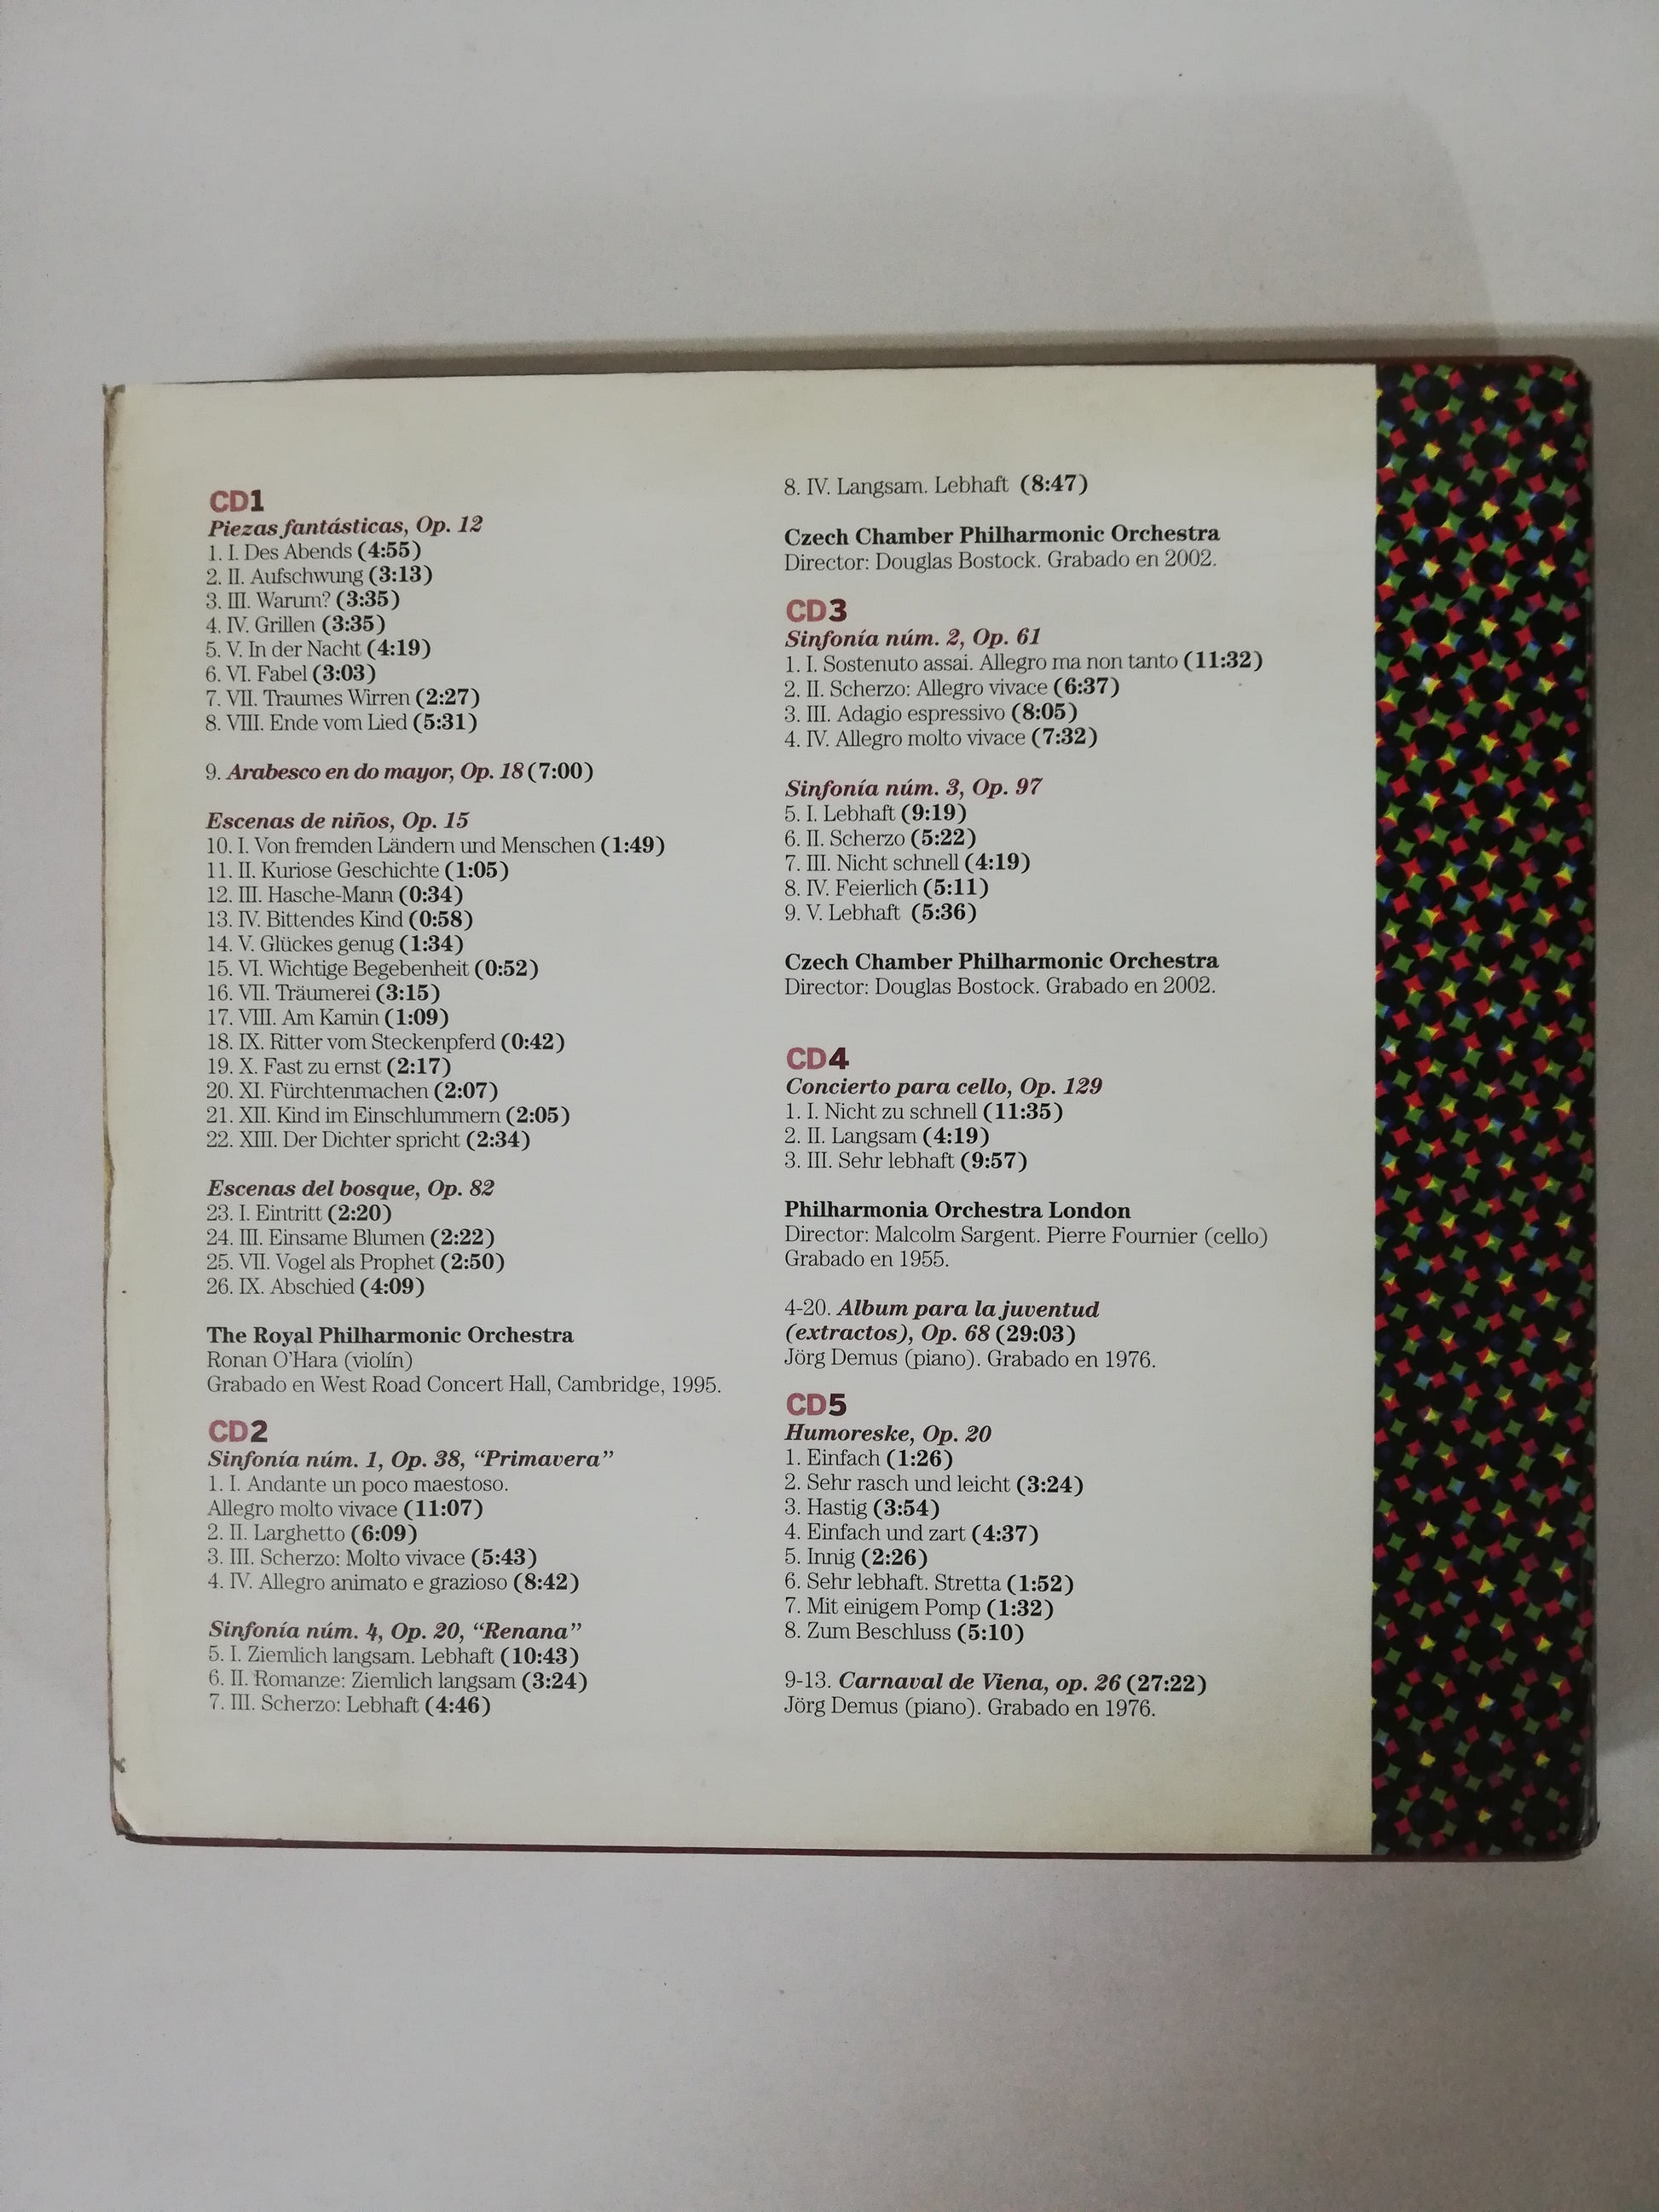 CD1
Piezas fantásticas, Op. 12
1. I. Des Abends (4:55)
2. II. Aufschwung (3:13)
3. III. Warum? (3:35)
4. IV. Grillen (3:35)
5. V. In der Nacht (4:19)
6. VI. Fabel (3:03)
7. VII. Traumes Wirren (2:27)
8. VIII. Ende vom Lied (5:31)
9. Arabesco en do mayor, Op. 18 (7:00)
Escenas de niños, Op. 15
10. I. Von fremden Ländern und Menschen (1:49)
11. II. Kuriose Geschichte (1:05)
12. III. Hasche-Mann (0:34)
13. IV. Bittendes Kind (0:58)
14. V. Glückes genug (1:34)
15. VI. Wichtige Begebenheit (0:52)
16. VII. Träumerei (3:15)
17. VIII. Am Kamin (1:09)
18. IX. Ritter vom Steckenpferd (0:42)
19. X. Fast zu ernst (2:17)
20. XI. Fürchtenmachen (2:07)
21. XII. Kind im Einschlummern (2:05)
22. XIII. Der Dichter spricht (2:34)
Escenas del bosque, Op. 82
23. I. Eintritt (2:20)
24. III. Einsame Blumen (2:22)
25. VII. Vogel als Prophet (2:50)
26. IX. Abschied (4:09)
The Royal Philharmonic Orchestra
Ronan O'Hara (violín)
Grabado en West Road Concert Hall, Cambridge, 1995.
CD2
Sinfonía núm. 1, Op. 38, “Primavera”
1. I. Andante un poco maestoso.
Allegro molto vivace (11:07)
2. II. Larghetto (6:09)
3. III. Scherzo: Molto vivace (5:43)
4. IV. Allegro animato e grazioso (8:42)
Sinfonía núm. 4, Op. 20, “Renana”
5. I. Ziemlich langsam. Lebhaft (10:43)
6. II. Romanze: Ziemlich langsam (3:24)
7. III. Scherzo: Lebhaft (4:46)
8. IV. Langsam. Lebhaft (8:47)
Czech Chamber Philharmonic Orchestra
Director: Douglas Bostock. Grabado en 2002.
CD3
Sinfonía núm. 2, Op. 61
1. I. Sostenuto assai. Allegro ma non tanto (11:32)
2. II. Scherzo: Allegro vivace (6:37)
3. III. Adagio espressivo (8:05)
4. IV. Allegro molto vivace (7:32)
Sinfonía núm. 3, Op. 97
5. I. Lebhaft (9:19)
6. II. Scherzo (5:22)
7. III. Nicht schnell (4:19)
8. IV. Feierlich (5:11)
9. V. Lebhaft (5:36)
Czech Chamber Philharmonic Orchestra
Director: Douglas Bostock. Grabado en 2002.
CD4
Concierto para cello, Op. 129
1. I. Nicht zu schnell (11:35)
2. II. Langsam (4:19)
3. III. Sehr lebhaft (9:57)
Philharmonia Orchestra London
Director: Malcolm Sargent. Pierre Fournier (cello)
Grabado en 1955.
4-20. Album para la juventud
(extractos), Op. 68 (29:03)
Jörg Demus (piano). Grabado en 1976.
CD5
Humoreske, Op. 20
1. Einfach (1:26)
2. Sehr rasch und leicht (3:24)
3. Hastig (3:54)
4. Einfach und zart (4:37)
5. Innig (2:26)
6. Sehr lebhaft. Stretta (1:52)
7. Mit einigem Pomp (1:32)
8. Zum Beschluss (5:10)
9-13. Carnaval de Viena, op. 26 (27:22)
Jörg Demus (piano). Grabado en 1976.